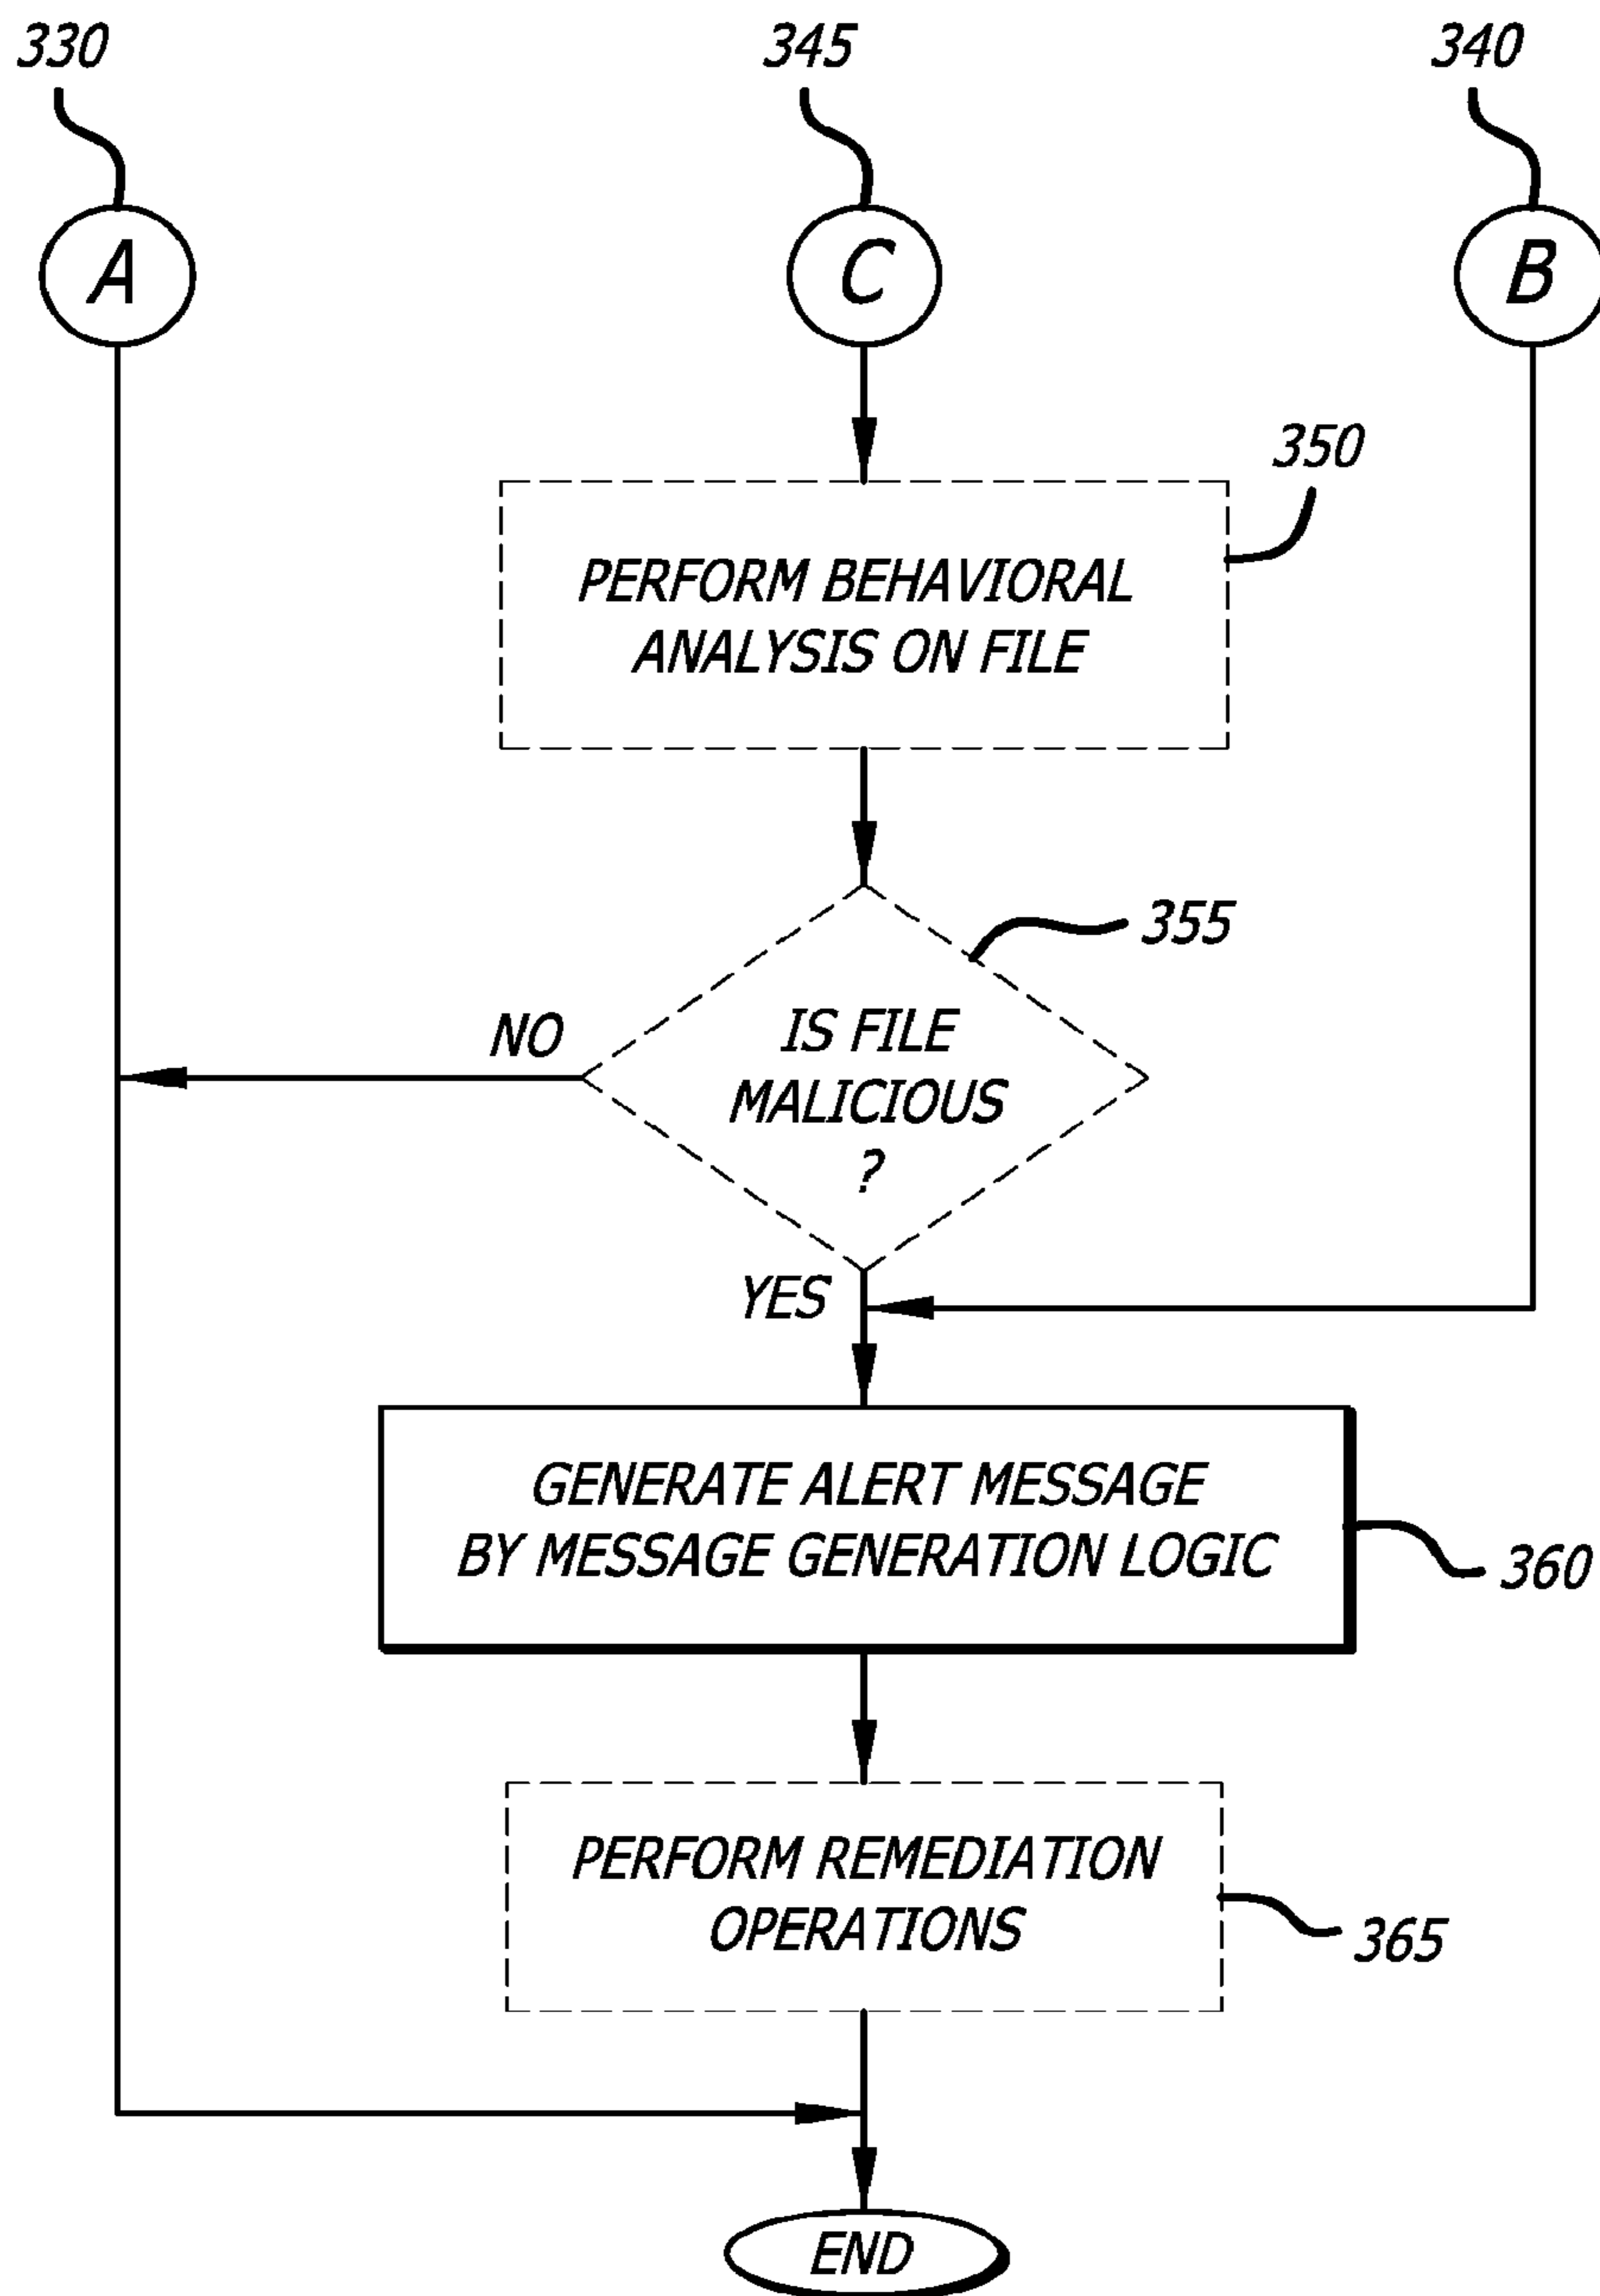 330
345
340
A
C
B
350
PERFORM BEHAVIORAL
ANALYSIS ON FILE
355
NO
IS FILE
MALICIOUS
?
YES
GENERATE ALERT MESSAGE
BY MESSAGE GENERATION LOGIC
360
PERFORM REMEDIATION
OPERATIONS
365
END